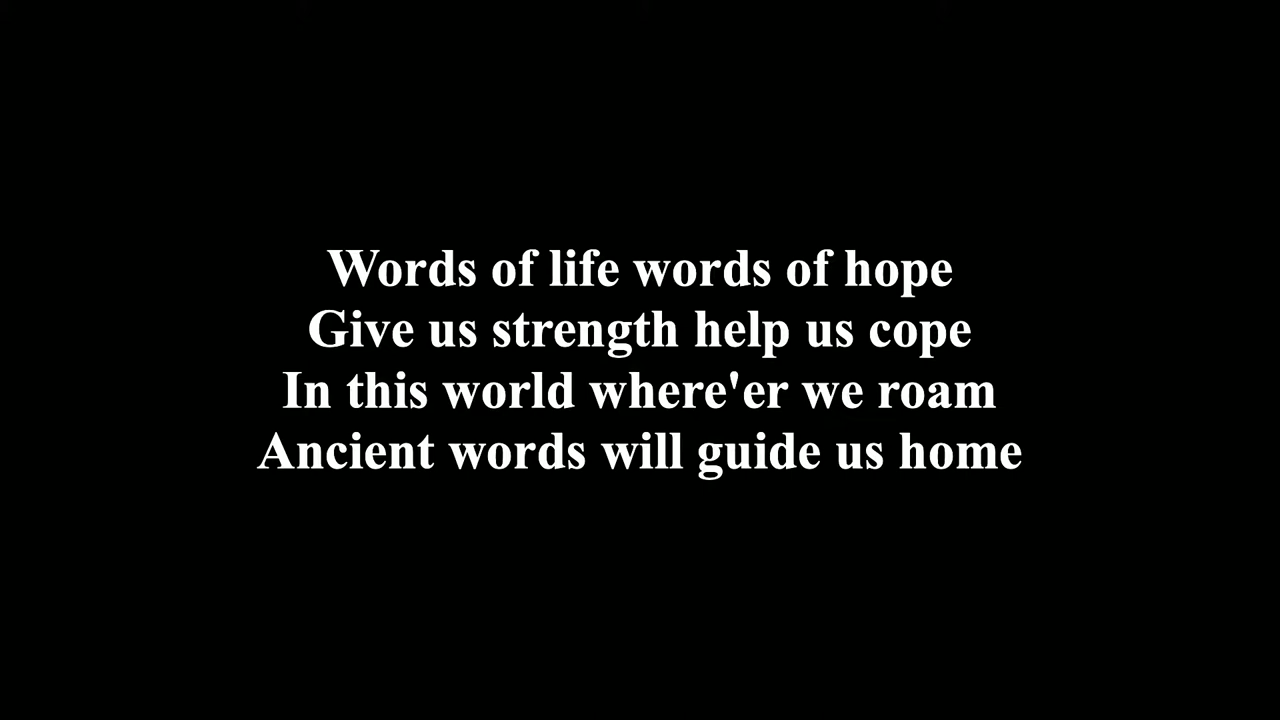 Words of life words of hope
Give us strength help us cope
In this world where'er we roam
Ancient words will guide us home